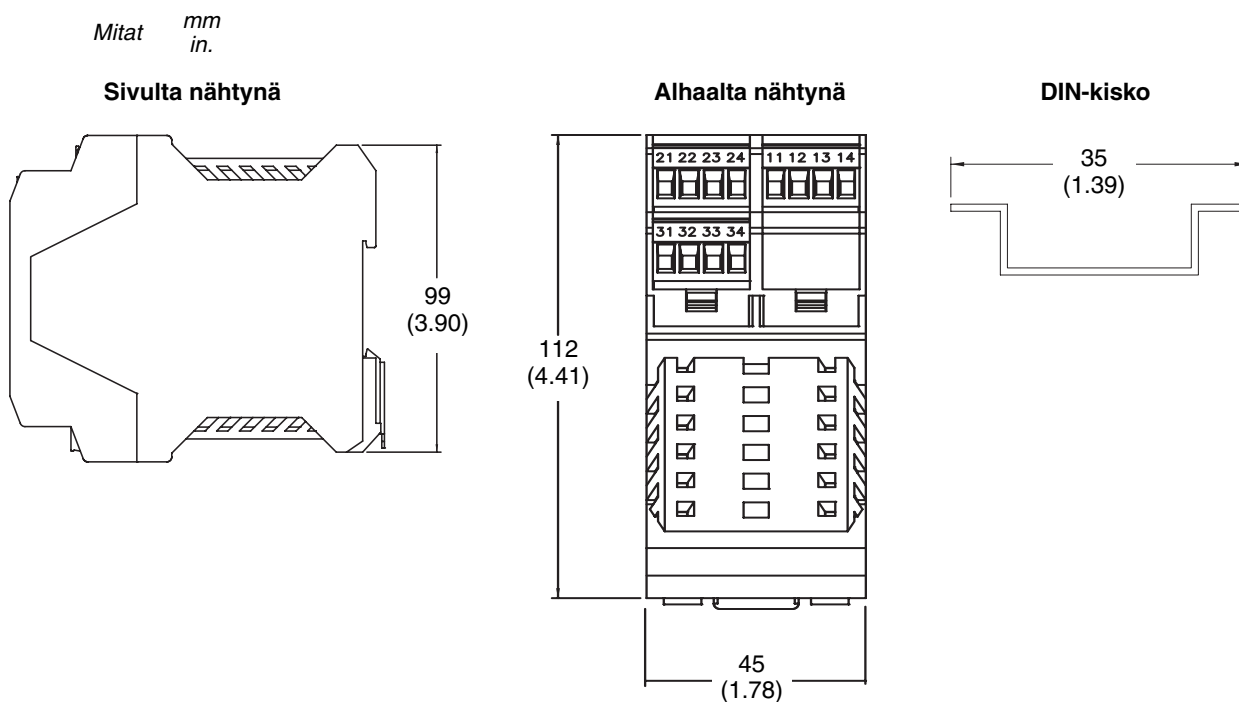 Mitat mm
in.
Sivulta nähtynä
Alhaalta nähtynä
DIN-kisko
21 22 23 24 11 12 13 14
31 32 33 34
35
(1.39)
99
(3.90)
112
(4.41)
45
(1.78)